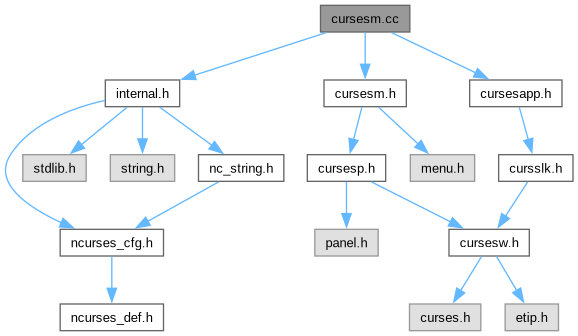 cursesm.cc
internal.h
cursesm.h
cursesapp.h
stdlib.h
string.h
nc_string.h
cursesp.h
menu.h
cursslk.h
ncurses_cfg.h
panel.h
cursesw.h
ncurses_def.h
curses.h
etip.h